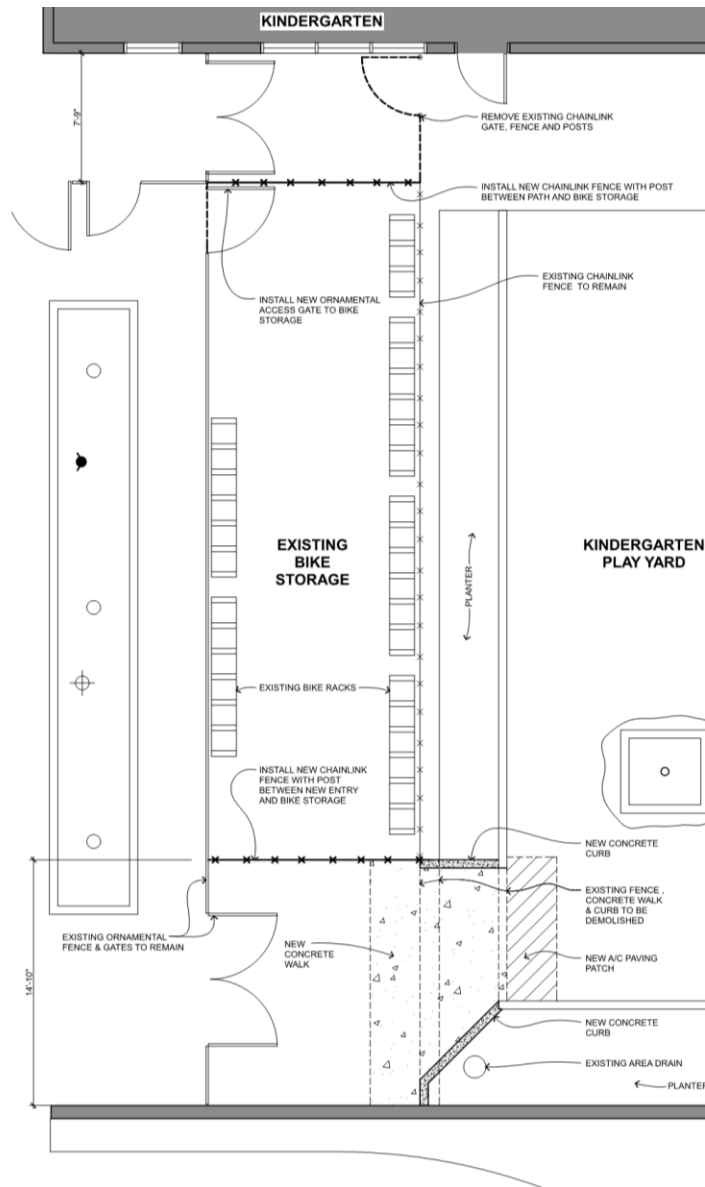 KINDERGARTEN
7'-9"
REMOVE EXISTING CHAINLINK
GATE, FENCE AND POSTS
INSTALL NEW CHAINLINK FENCE WITH POST
BETWEEN PATH AND BIKE STORAGE
EXISTING CHAINLINK
FENCE TO REMAIN
INSTALL NEW ORNAMENTAL
ACCESS GATE TO BIKE
STORAGE
EXISTING
BIKE
STORAGE
PLANTER
KINDERGARTEN
PLAY YARD
EXISTING BIKE RACKS
INSTALL NEW CHAINLINK
FENCE WITH POST
BETWEEN NEW ENTRY
AND BIKE STORAGE
NEW CONCRETE
CURB
EXISTING FENCE ,
CONCRETE WALK
& CURB TO BE
DEMOLISHED
EXISTING ORNAMENTAL
FENCE & GATES TO REMAIN
NEW
CONCRETE
WALK
NEW A/C PAVING
PATCH
14'-10"
NEW CONCRETE
CURB
EXISTING AREA DRAIN
PLANTER